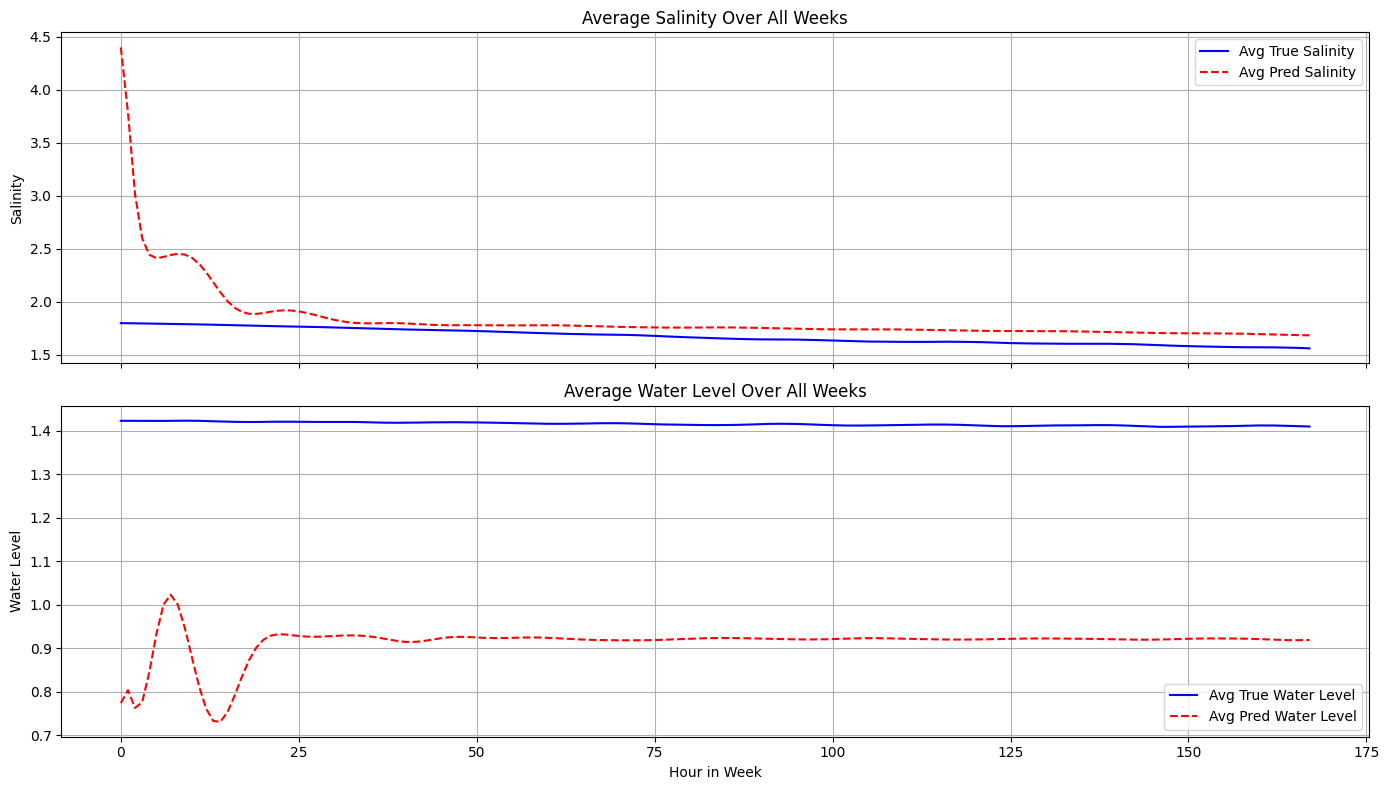 Average Salinity Over All Weeks
4.5
4.0
3.5
3.0
2.5
2.0
1.5
Salinity
Avg True Salinity
Avg Pred Salinity
Average Water Level Over All Weeks
1.4
1.3
1.2
1.1
1.0
0.9
0.8
0.7
Water Level
Avg True Water Level
Avg Pred Water Level
0 25 50 75 100 125 150 175
Hour in Week